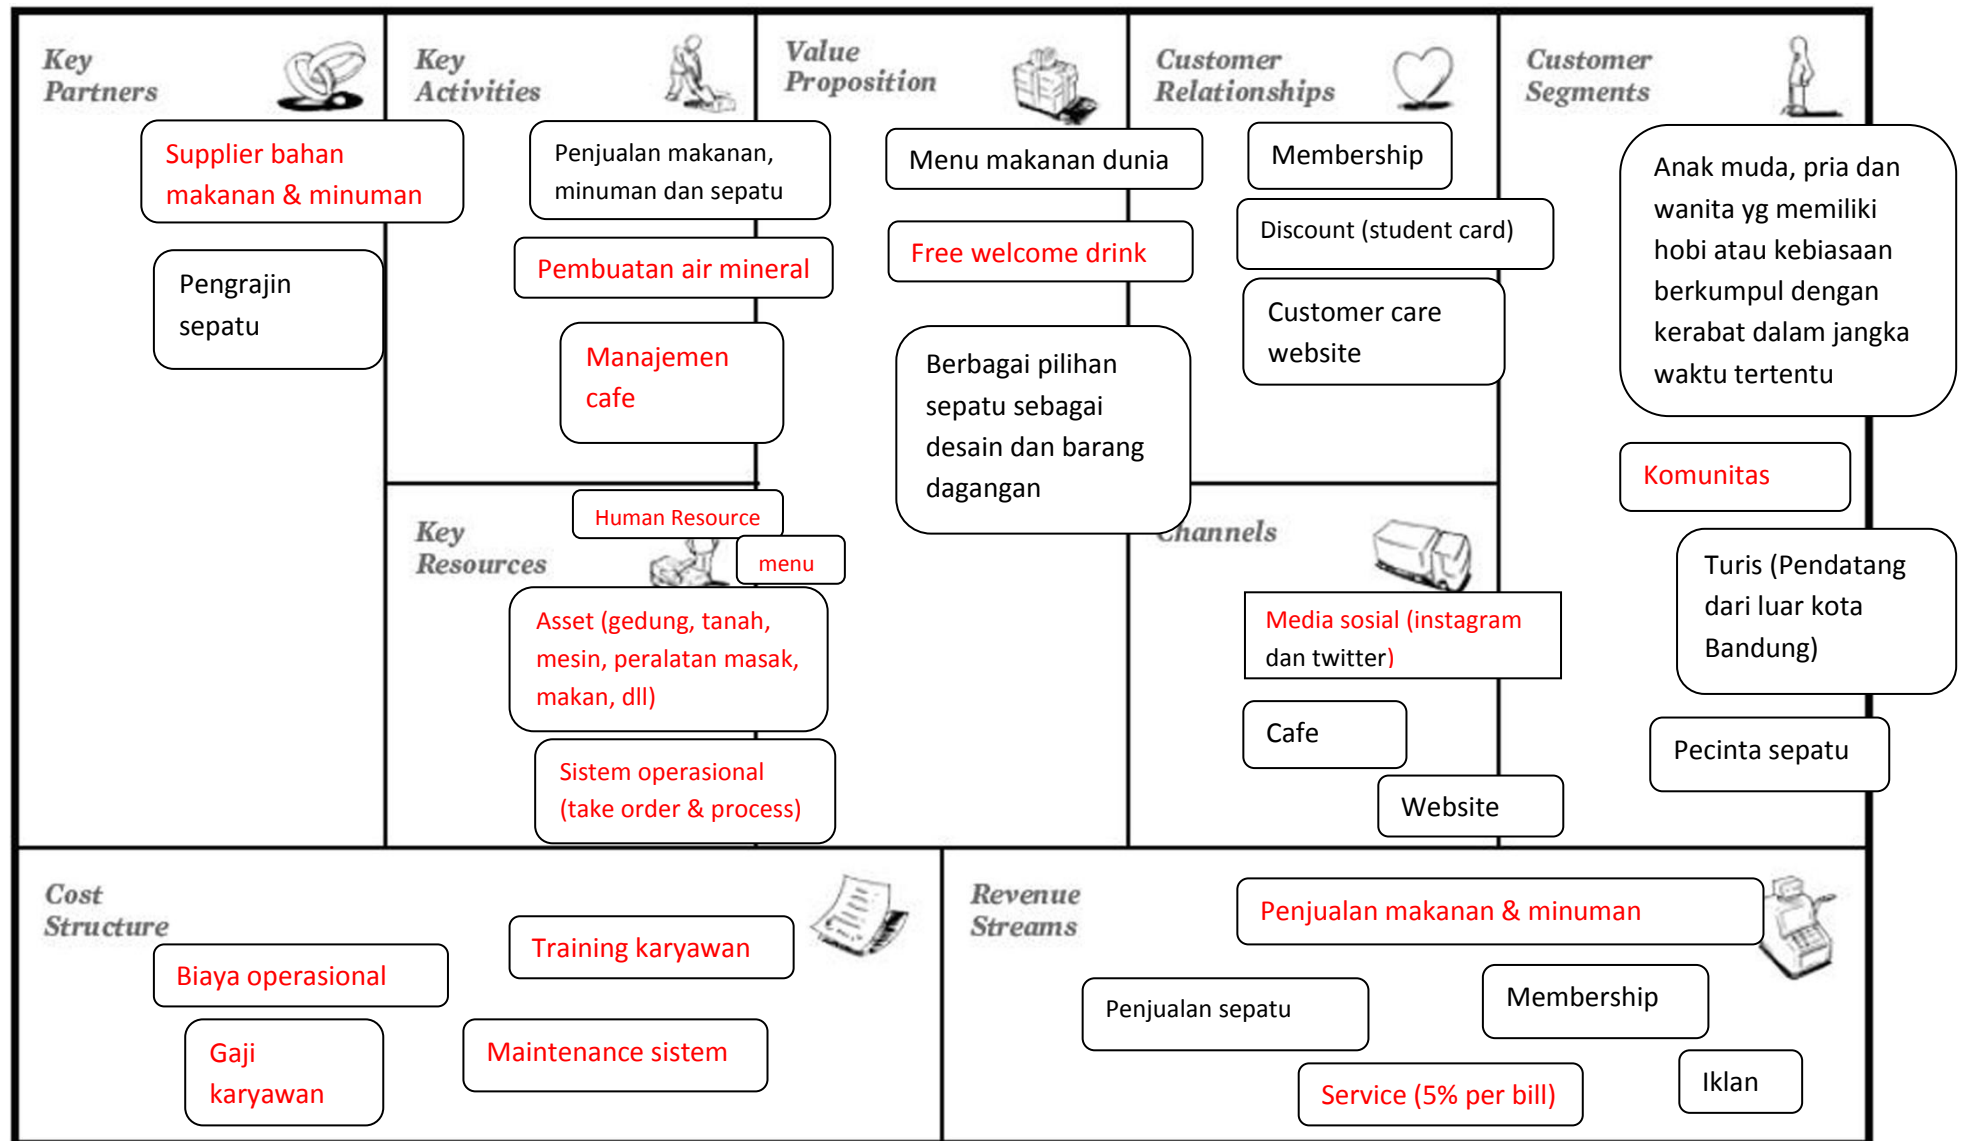 Key
Partners
Supplier bahan
makanan & minuman
Pengrajin
sepatu
Key
Activities
Penjualan makanan,
minuman dan sepatu
Pembuatan air mineral
Manajemen
cafe
Key
Resources
Human Resource
menu
Asset (gedung, tanah,
mesin, peralatan masak,
makan, dll)
Sistem operasional
(take order & process)
Value
Proposition
Menu makanan dunia
Free welcome drink
Berbagai pilihan
sepatu sebagai
desain dan barang
dagangan
Customer
Relationships
Membership
Discount (student card)
Customer care
website
Channels
Media sosial (instagram
dan twitter)
Cafe
Website
Customer
Segments
Anak muda, pria dan
wanita yg memiliki
hobi atau kebiasaan
berkumpul dengan
kerabat dalam jangka
waktu tertentu
Komunitas
Turis (Pendatang
dari luar kota
Bandung)
Pecinta sepatu
Cost
Structure
Training karyawan
Biaya operasional
Gaji
karyawan
Maintenance sistem
Revenue
Streams
Penjualan makanan & minuman
Penjualan sepatu
Membership
Service (5% per bill)
Iklan